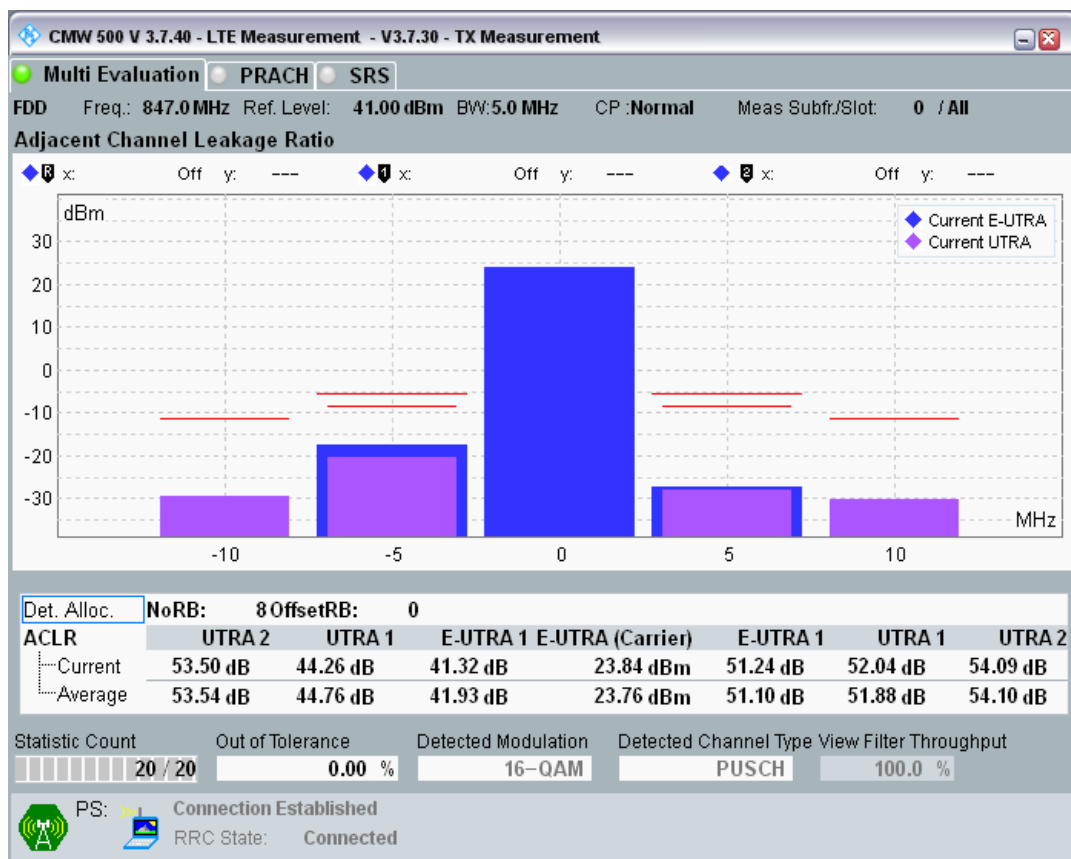 CMW 500 V 3.7.40 - LTE Measurement - V3.7.30 - TX Measurement
Multi Evaluation PRACH SRS
FDD Freq.: 847.0 MHz Ref. Level: 41.00 dBm BW:5.0 MHz CP :Normal Meas Subfr./Slot: 0 / All
Adjacent Channel Leakage Ratio
R x: Off y: --- 1 x: Off y: --- 2 x: Off y: ---
dBm
Current E-UTRA
Current UTRA
30
20
10
0
-10
-20
-30
MHz
-10 -5 0 5 10
Det. Alloc. NoRB: 8 OffsetRB: 0
ACLR UTRA 2 UTRA 1 E-UTRA 1 E-UTRA (Carrier) E-UTRA 1 UTRA 1 UTRA 2
Current 53.50 dB 44.26 dB 41.32 dB 23.84 dBm 51.24 dB 52.04 dB 54.09 dB
Average 53.54 dB 44.76 dB 41.93 dB 23.76 dBm 51.10 dB 51.88 dB 54.10 dB
Statistic Count Out of Tolerance Detected Modulation Detected Channel Type View Filter Throughput
20 / 20 0.00 % 16-QAM PUSCH 100.0 %
PS: Connection Established
RRC State: Connected